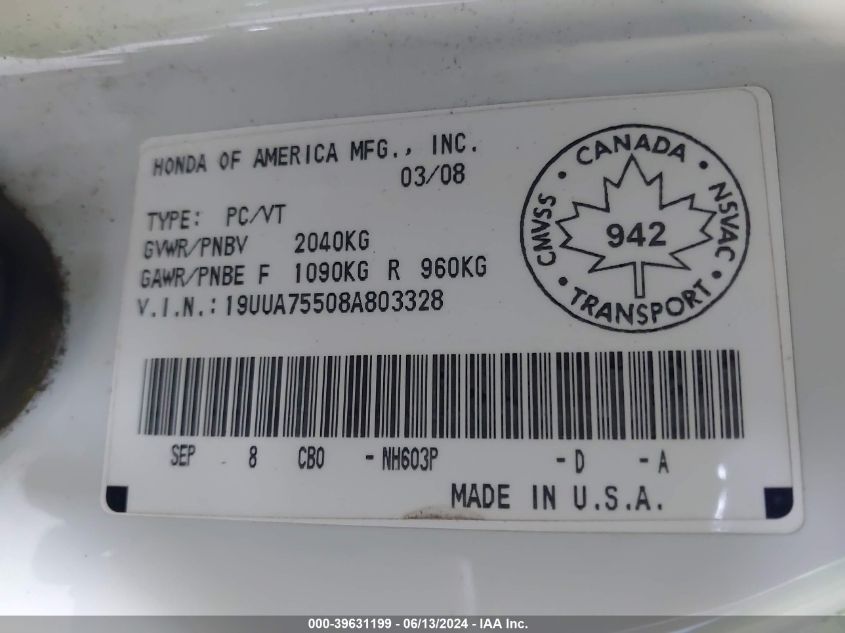 HONDA OF AMERICA MFG., INC.
03/08
TYPE: PC/VT
GVWR/PNBV 2040KG
GAWR/PNBE F 1090KG R 960KG
V.I.N.: 19UUA75508A803328
CANADA
CMVSS
942
NSVAC
TRANSPORT
SEP 8 CB0 -NH603P -D -A
MADE IN U.S.A.
000-39631199 - 06/13/2024 - IAA Inc.